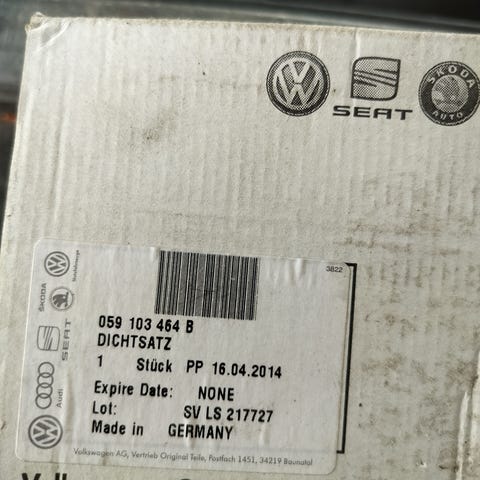 SEAT
SKODA
AUTO
3822
059 103 464 B
DICHTSATZ
1 Stück PP 16.04.2014
Expire Date: NONE
Lot: SV LS 217727
Made in GERMANY
Volkswagen AG, Vertrieb Original Teile, Postfach 1451, 34219 Baunatal
Audi
SEAT
ŠKODA